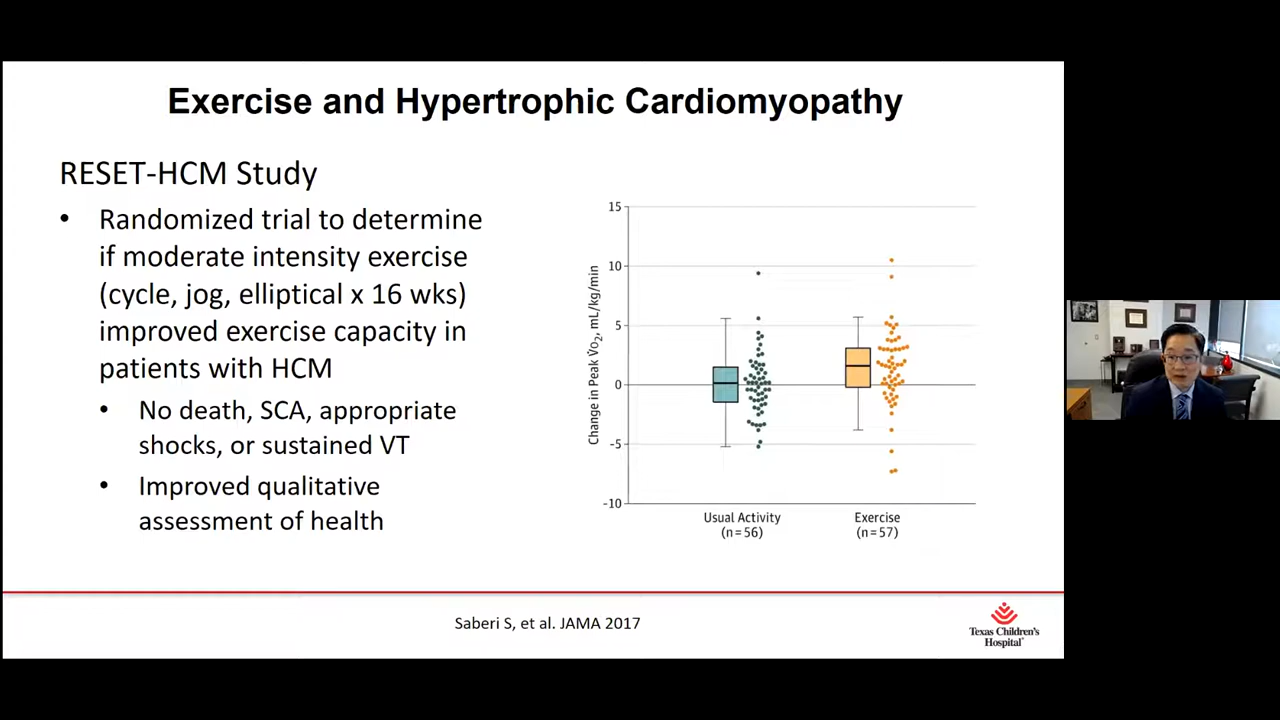 Exercise and Hypertrophic Cardiomyopathy
RESET-HCM Study
• Randomized trial to determine
if moderate intensity exercise
(cycle, jog, elliptical x 16 wks)
improved exercise capacity in
patients with HCM
• No death, SCA, appropriate
shocks, or sustained VT
• Improved qualitative
assessment of health
Change in Peak V̇O₂, mL/kg/min
15
10
5
0
-5
-10
Usual Activity
(n=56)
Exercise
(n=57)
Saberi S, et al. JAMA 2017
Texas Children's
Hospital